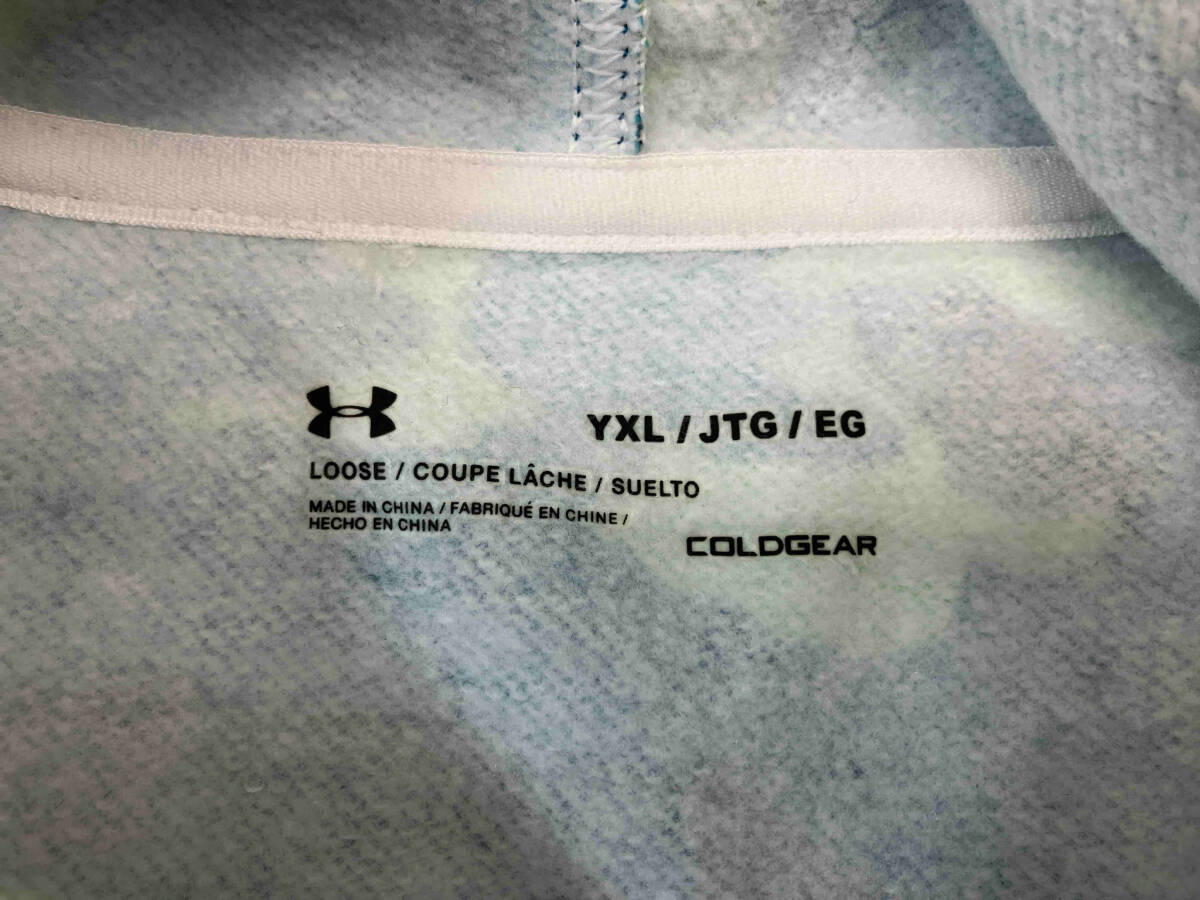 YXL / JTG / EG
LOOSE / COUPE LÂCHE / SUELTO
MADE IN CHINA / FABRIQUÉ EN CHINE /
HECHO EN CHINA
COLDGEAR